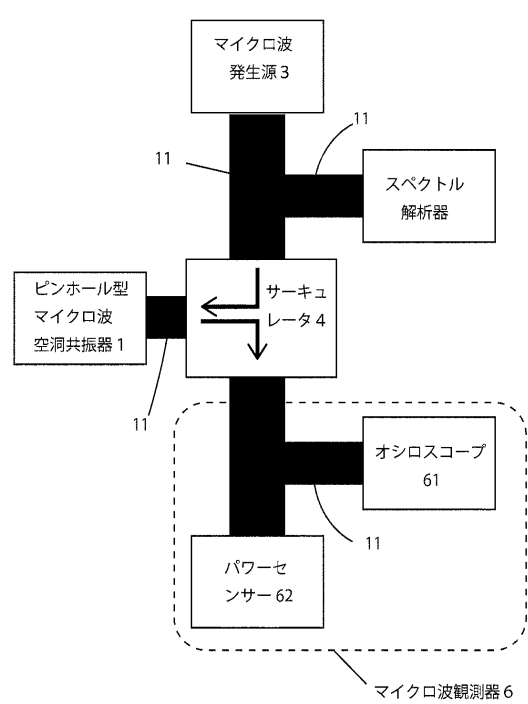 マイクロ波
発生源3
11
11
スペクトル
解析器
ピンホール型
マイクロ波
空洞共振器1
サーキュ
レータ4
11
オシロスコープ
61
11
パワーセ
ンサー62
マイクロ波観測器6